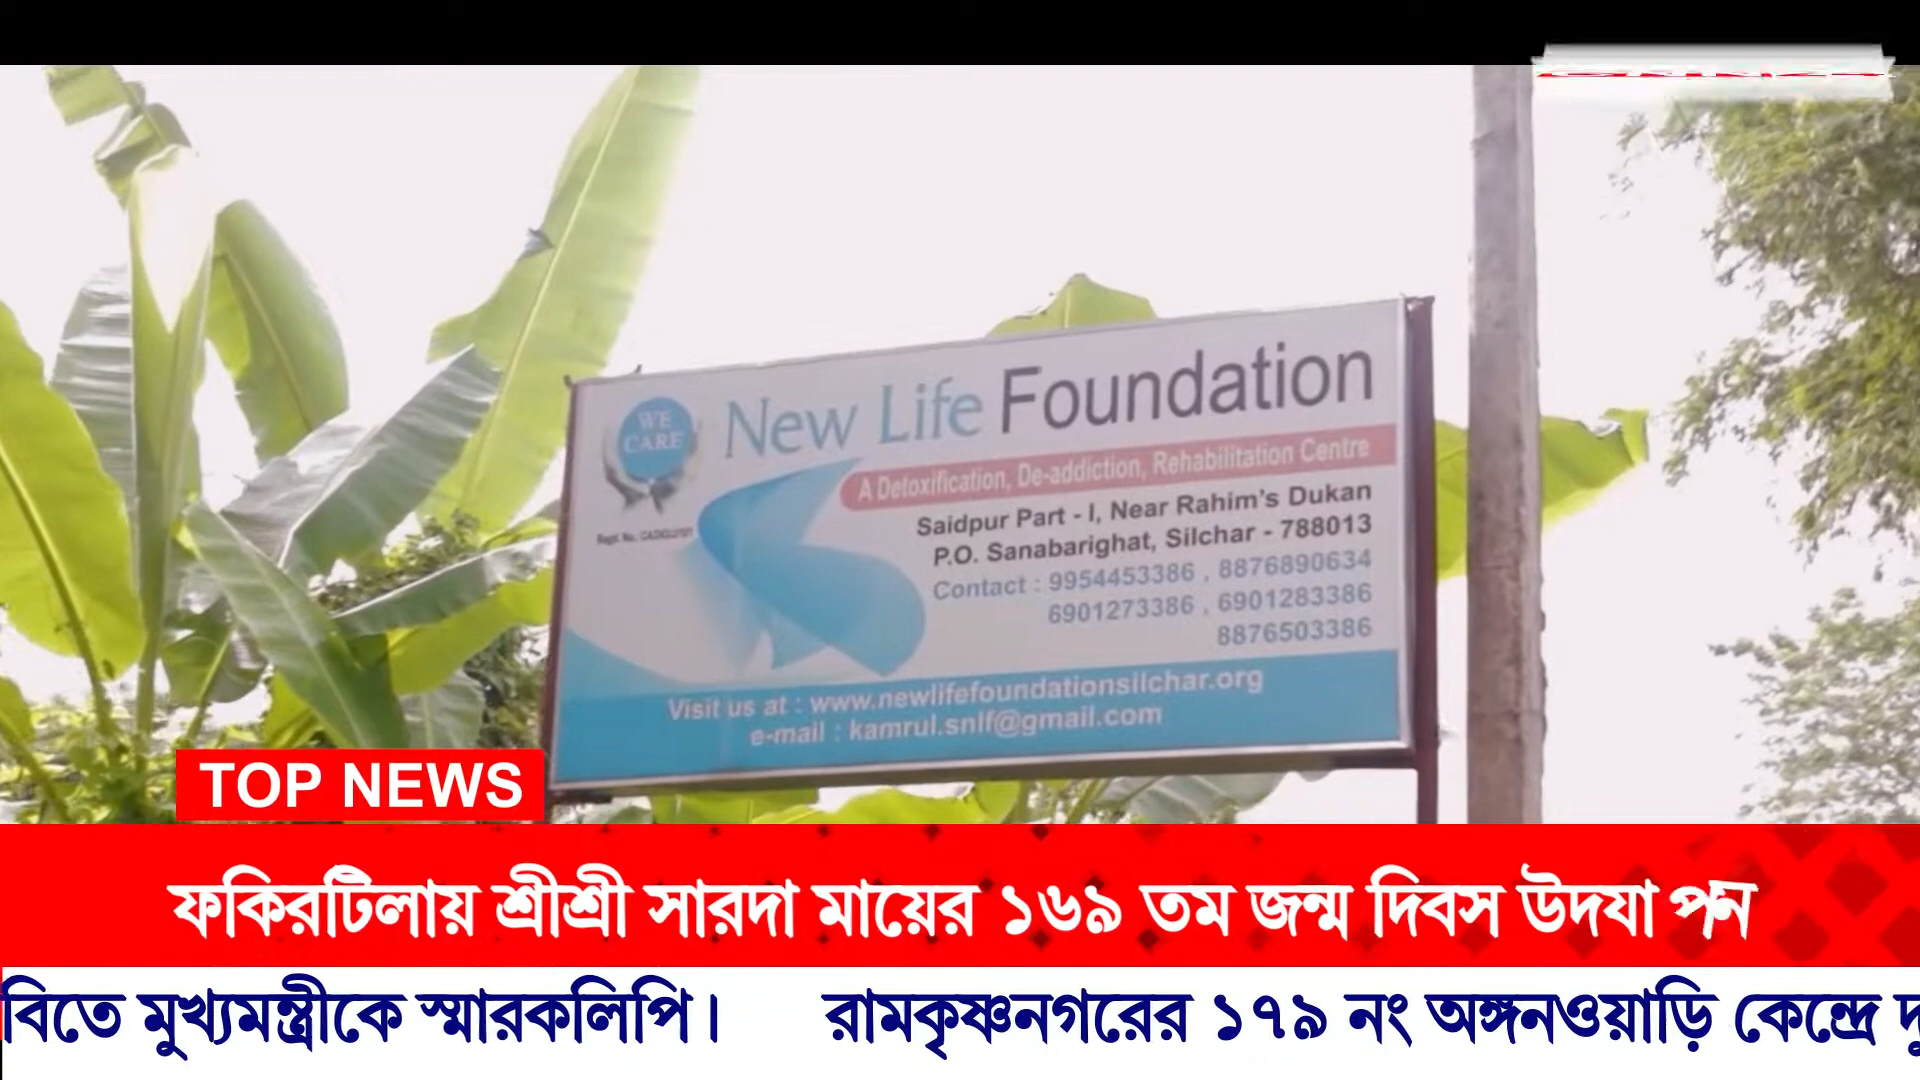 WE
CARE
New Life Foundation
A Detoxification, De-addiction, Rehabilitation Centre
Saidpur Part - I, Near Rahim's Dukan
P.O. Sanabarighat, Silchar - 788013
Contact : 9954453386 , 8876890634
6901273386 , 6901283386
8876503386
Visit us at : www.newlifefoundationsilchar.org
e-mail : kamrul.snlf@gmail.com
TOP NEWS
ফকিরটিলায় শ্রীশ্রী সারদা মায়ের ১৬৯ তম জন্ম দিবস উদযাপন
বিতে মুখ্যমন্ত্রীকে স্মারকলিপি। রামকৃষ্ণনগরের ১৭৯ নং অঙ্গনওয়াড়ি কেন্দ্রে